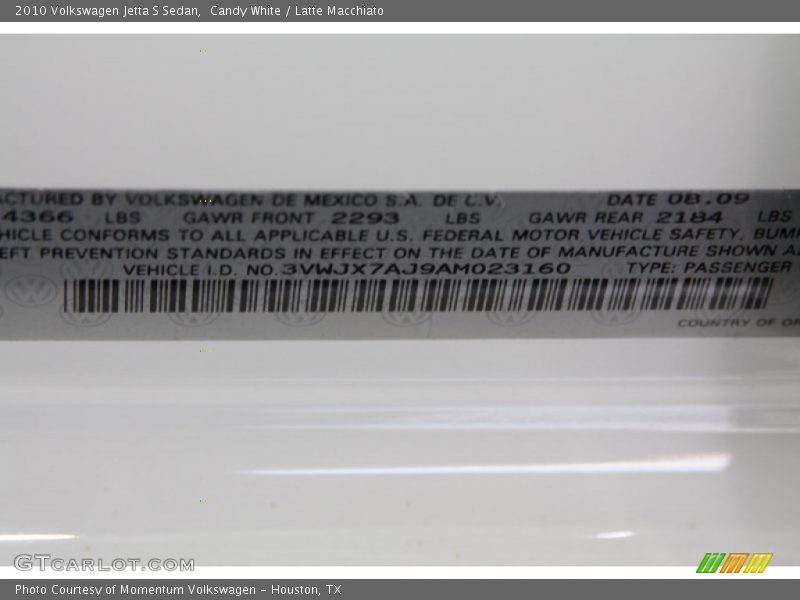 2010 Volkswagen Jetta S Sedan,  Candy White / Latte Macchiato
ACTURED BY VOLKSWAGEN DE MEXICO S.A. DE C.V. DATE 08.09
4366 LBS GAWR FRONT 2293 LBS GAWR REAR 2184 LBS
HICLE CONFORMS TO ALL APPLICABLE U.S. FEDERAL MOTOR VEHICLE SAFETY, BUMP
EFT PREVENTION STANDARDS IN EFFECT ON THE DATE OF MANUFACTURE SHOWN A
VEHICLE I.D. NO. 3VWJX7AJ9AM023160 TYPE: PASSENGER
COUNTRY OF OR
GTCARLOT.COM
Photo Courtesy of Momentum Volkswagen - Houston, TX